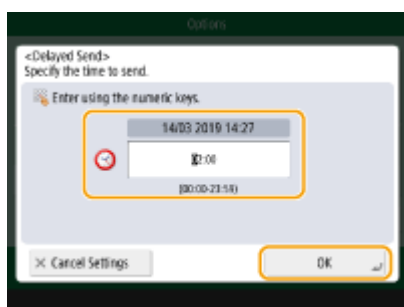 Options
<Delayed Send>
Specify the time to send.
Enter using the numeric keys.
14/03 2019 14:27
(00:00-23:59)
× Cancel Settings
OK